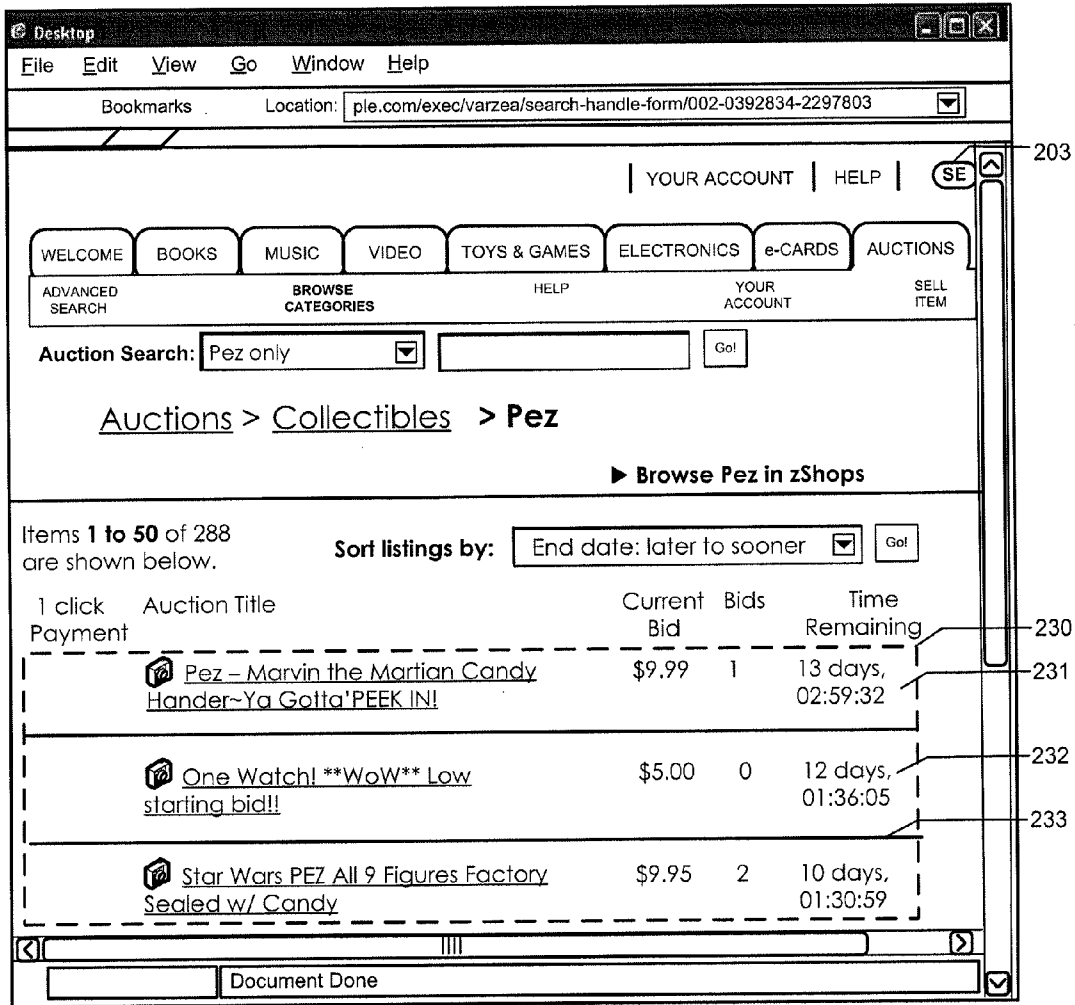 Desktop
File Edit View Go Window Help
Bookmarks Location: ple.com/exec/varzea/search-handle-form/002-0392834-2297803
203
YOUR ACCOUNT HELP SE
WELCOME BOOKS MUSIC VIDEO TOYS & GAMES ELECTRONICS e-CARDS AUCTIONS
ADVANCED SEARCH BROWSE CATEGORIES HELP YOUR ACCOUNT SELL ITEM
Auction Search: Pez only Go!
Auctions > Collectibles > Pez
Browse Pez in zShops
Items 1 to 50 of 288
are shown below.
Sort listings by: End date: later to sooner Go!
1 click Payment Auction Title Current Bid Bids Time Remaining
230
Pez – Marvin the Martian Candy $9.99 1 13 days, 231
Hander~Ya Gotta'PEEK IN! 02:59:32
232
One Watch! **WoW** Low $5.00 0 12 days,
starting bid!! 01:36:05
233
Star Wars PEZ All 9 Figures Factory $9.95 2 10 days,
Sealed w/ Candy 01:30:59
Document Done